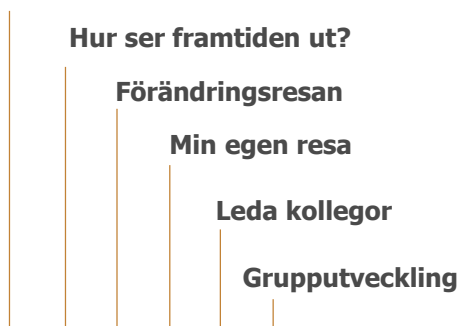 Hur ser framtiden ut?
Förändringsresan
Min egen resa
Leda kollegor
Grupputveckling